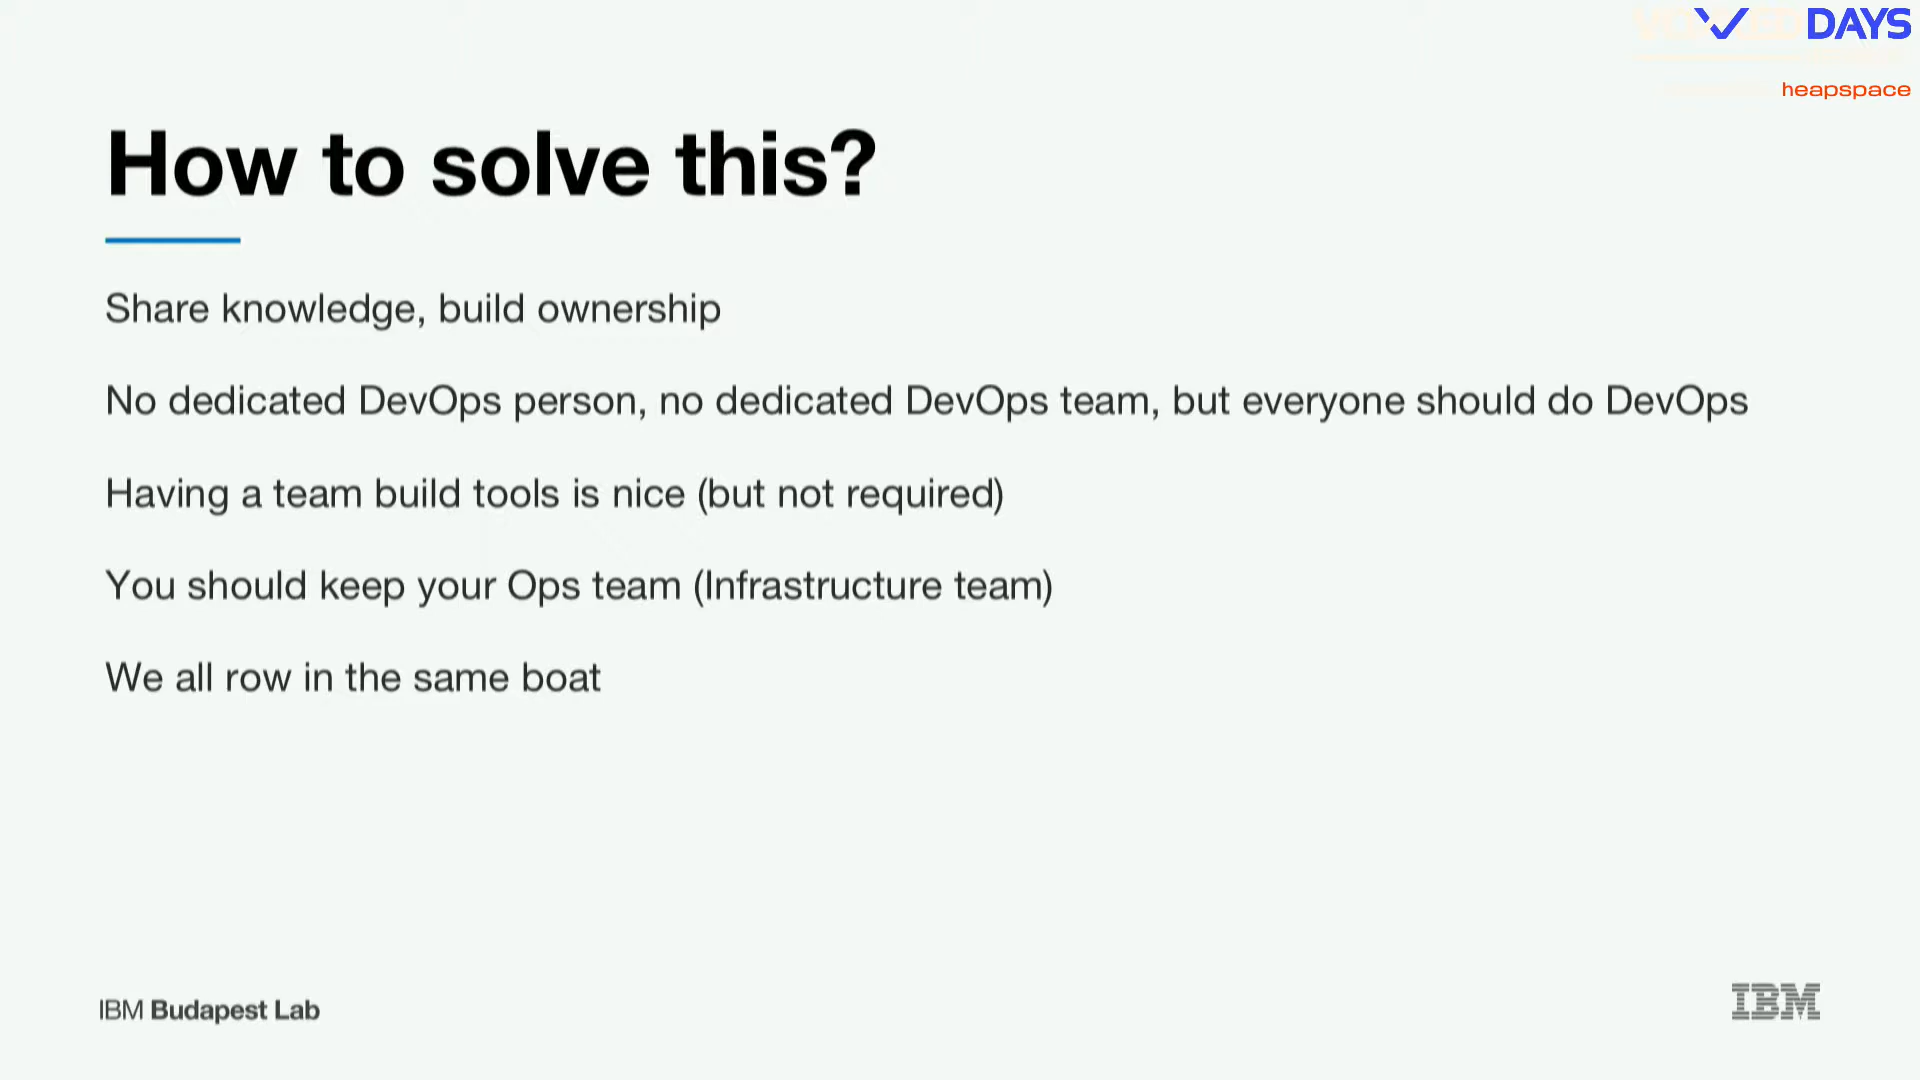 DAYS
heapspace
How to solve this?
Share knowledge, build ownership
No dedicated DevOps person, no dedicated DevOps team, but everyone should do DevOps
Having a team build tools is nice (but not required)
You should keep your Ops team (Infrastructure team)
We all row in the same boat
IBM Budapest Lab
IBM